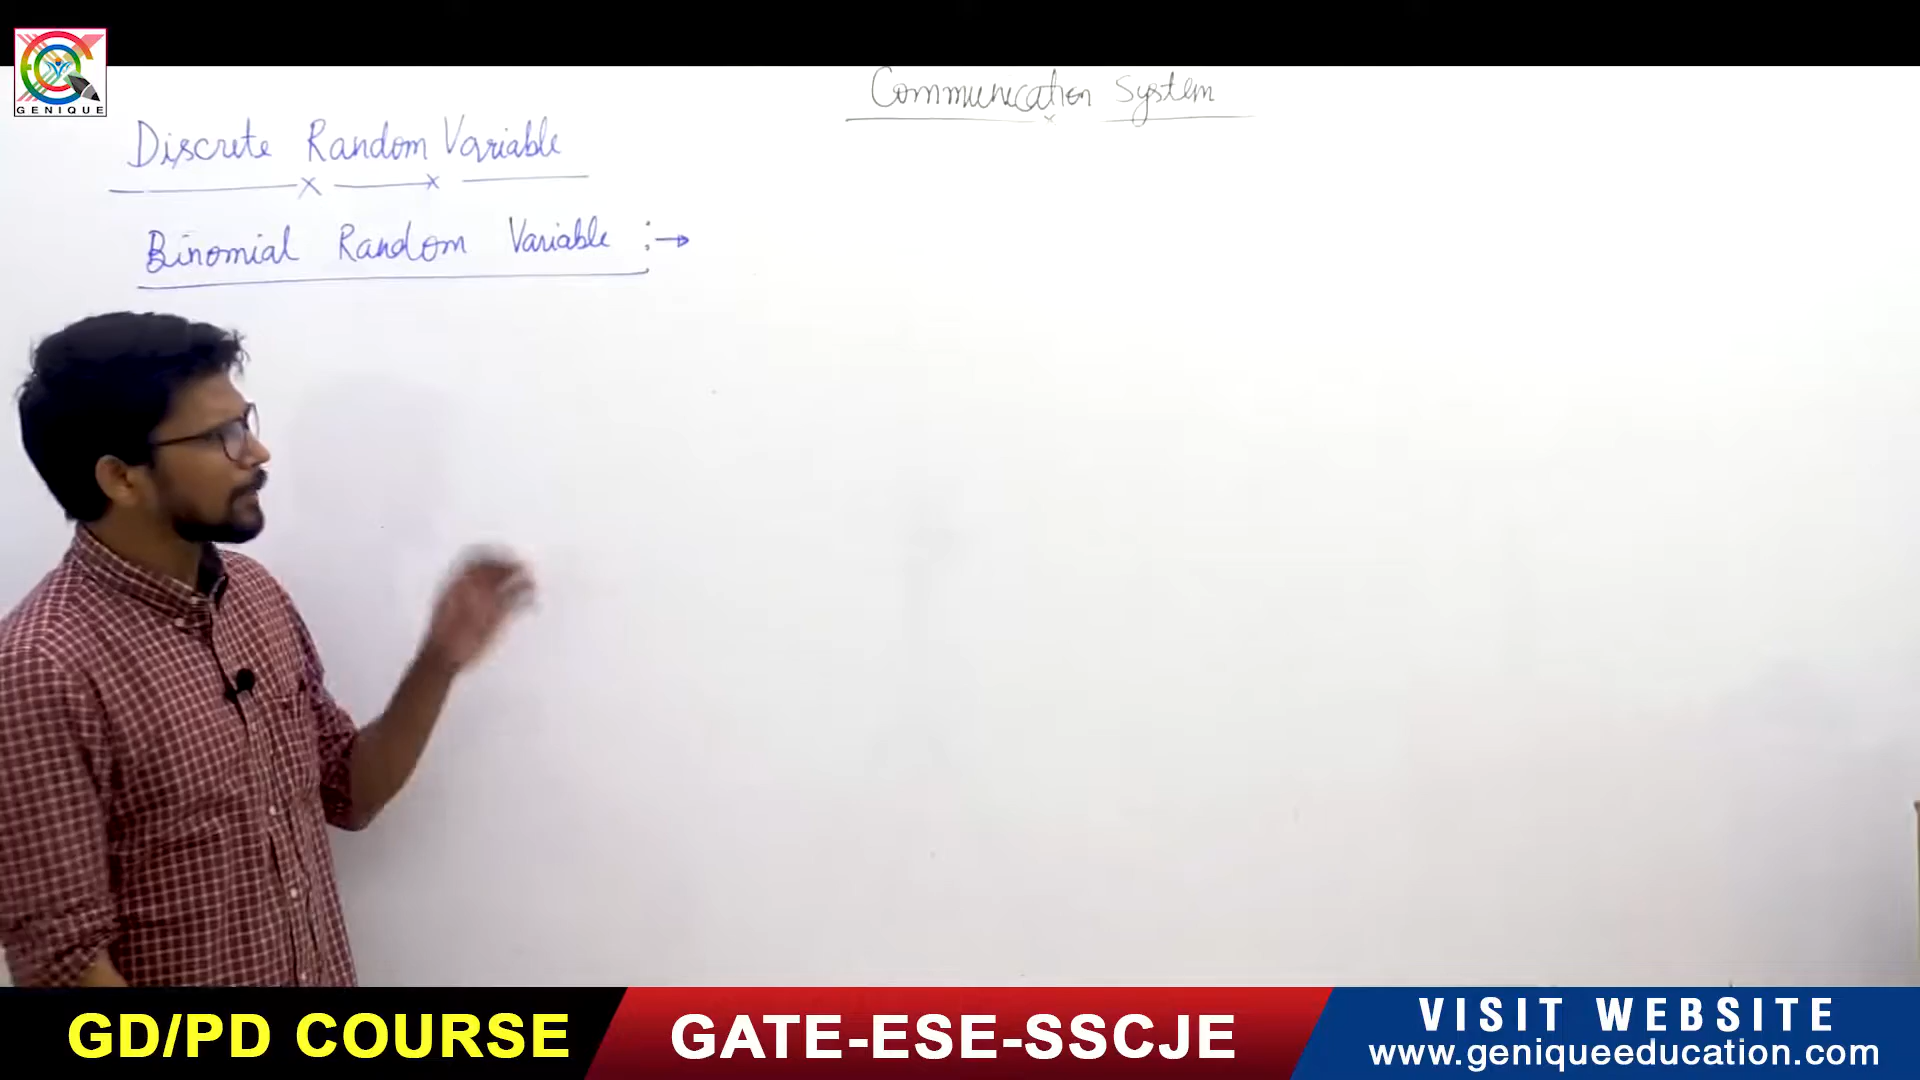 GENIQUE
Communication System
Discrete Random Variable
Binomial Random Variable :→
GD/PD COURSE
GATE-ESE-SSCJE
VISIT WEBSITE
www.geniqueeducation.com